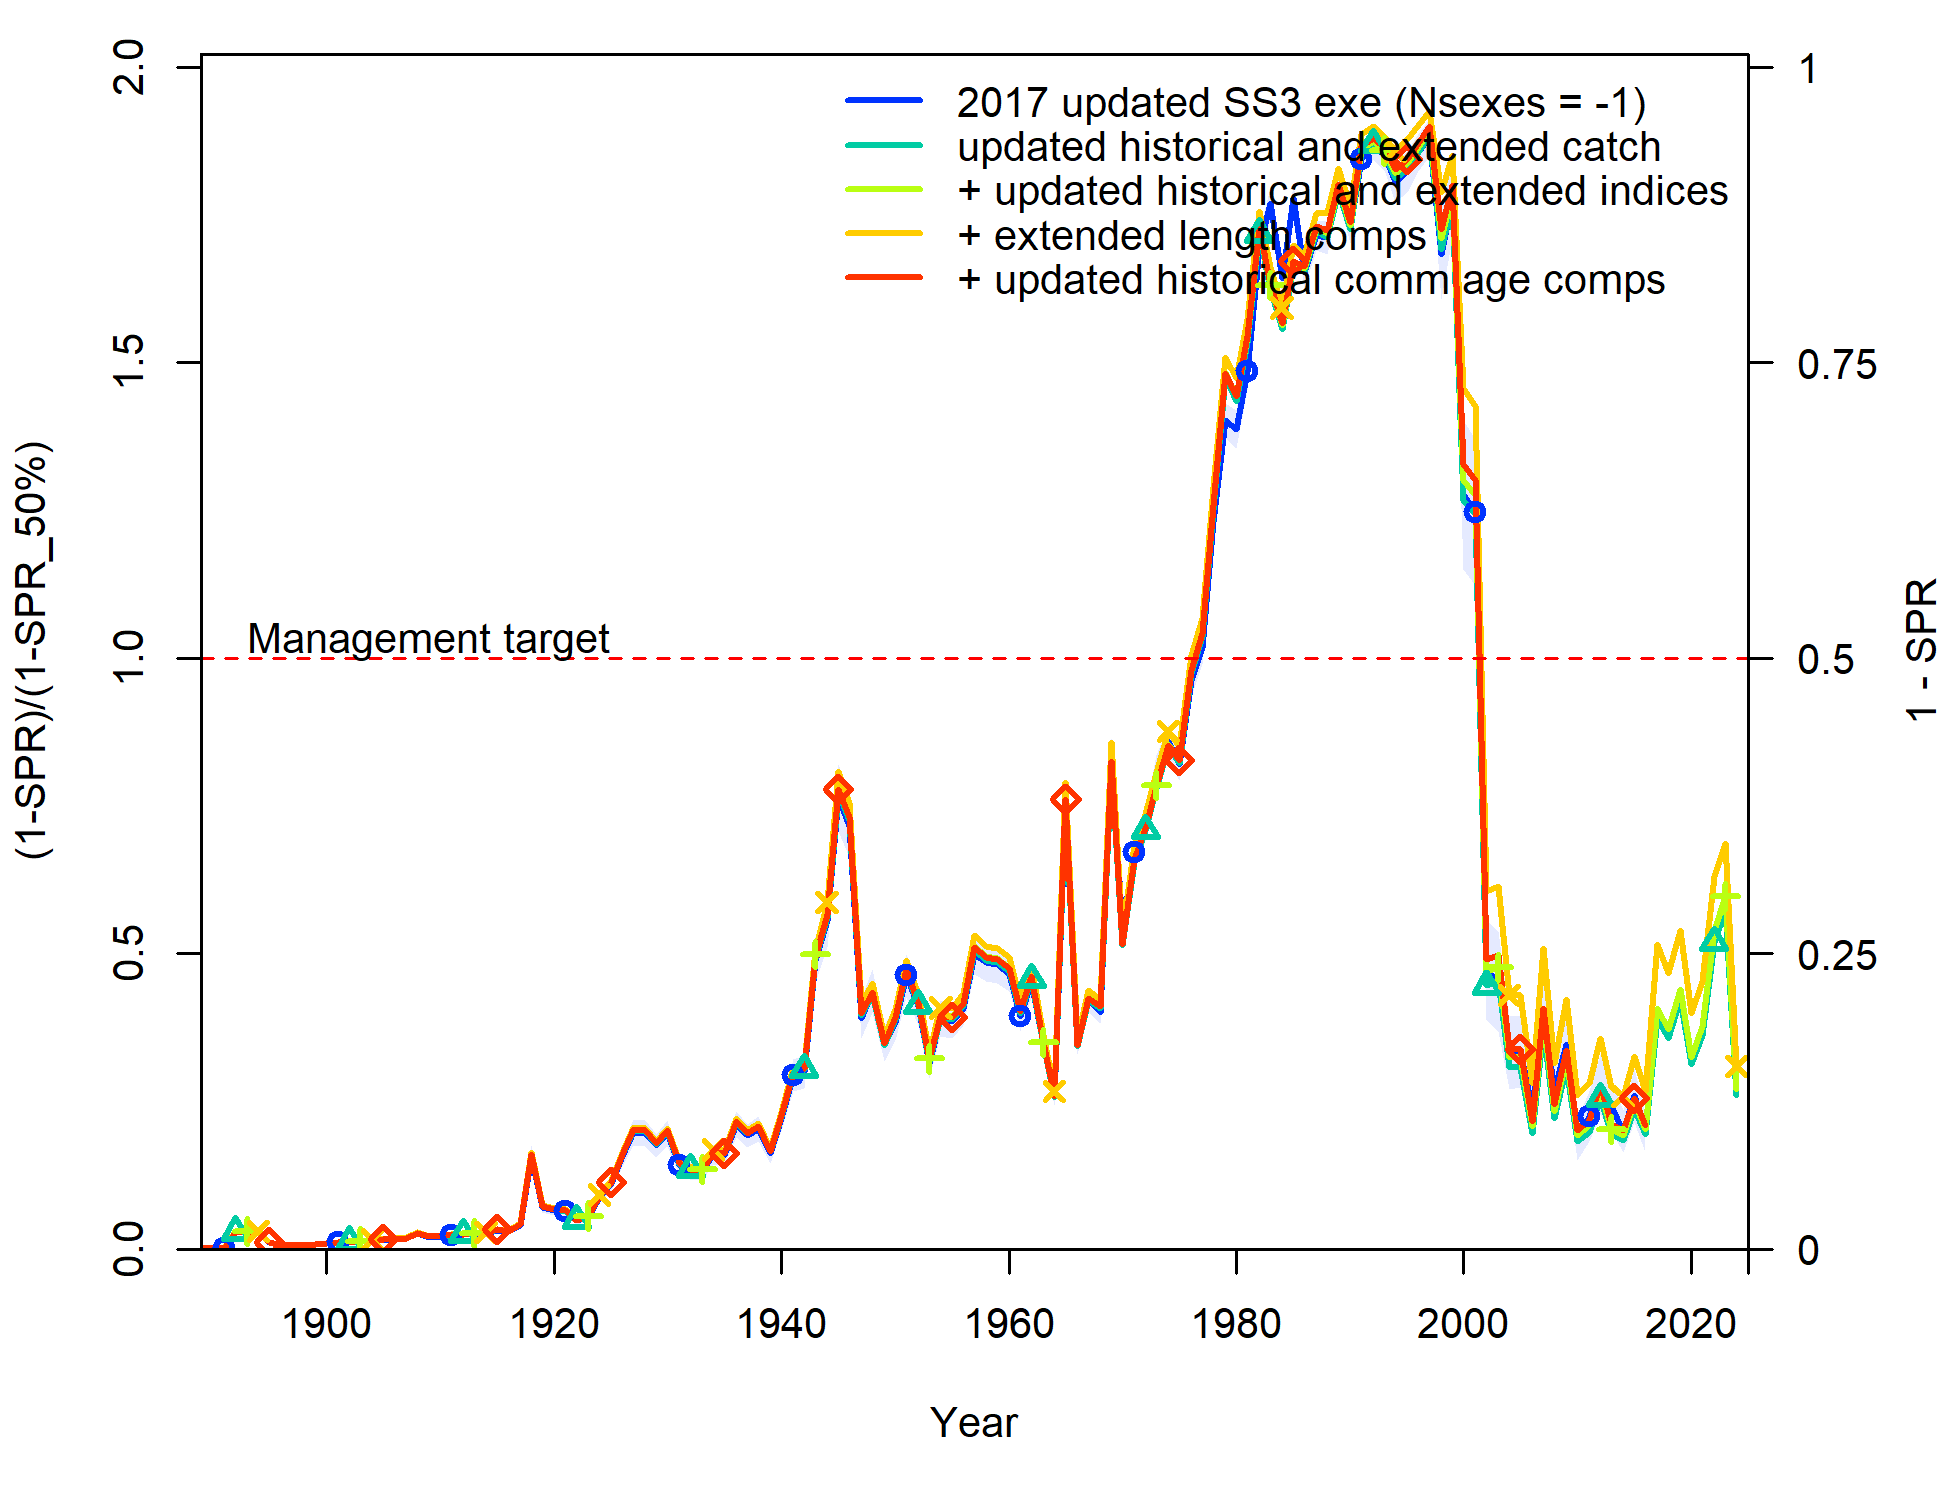 2017 updated SS3 exe (Nsexes = -1)
updated historical and extended catch
+ updated historical and extended indices
+ extended length comps
+ updated historical comm age comps
Management target
(1-SPR)/(1-SPR_50%)
2.0
1.5
1.0
0.5
0.0
1
0.75
0.5
0.25
0
1 - SPR
1900 1920 1940 1960 1980 2000 2020
Year